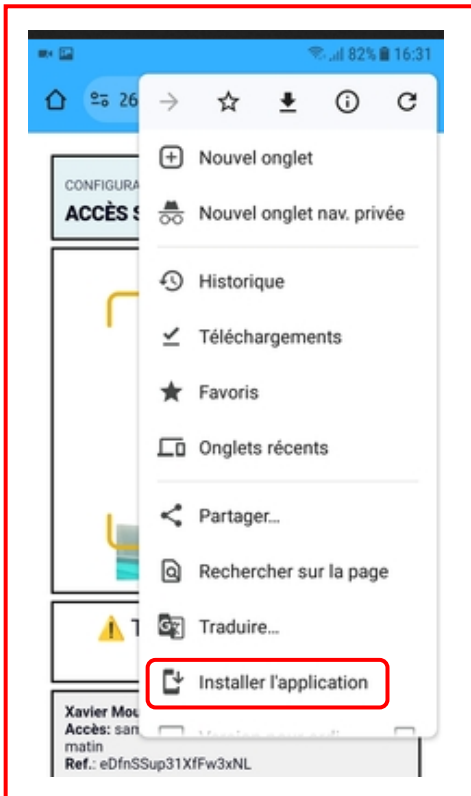 82% 16:31
26
Nouvel onglet
CONFIGURA
ACCÈS S
Nouvel onglet nav. privée
Historique
Téléchargements
Favoris
Onglets récents
Partager...
Rechercher sur la page
Traduire...
Installer l'application
Xavier Mou
Accès: sam
matin
Ref.: eDfnSSup31XfFw3xNL